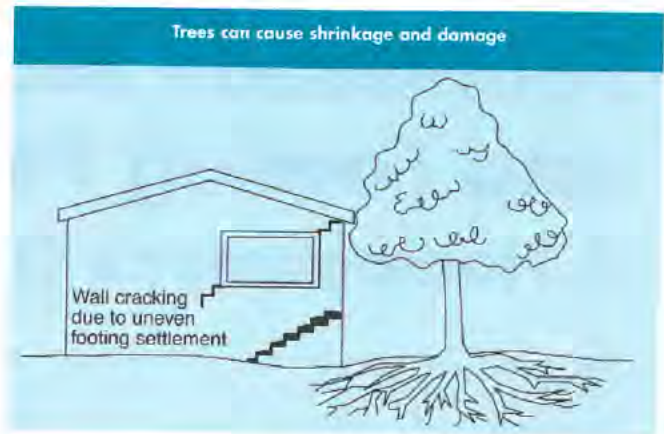 Trees can cause shrinkage and damage
Wall cracking
due to uneven
footing settlement